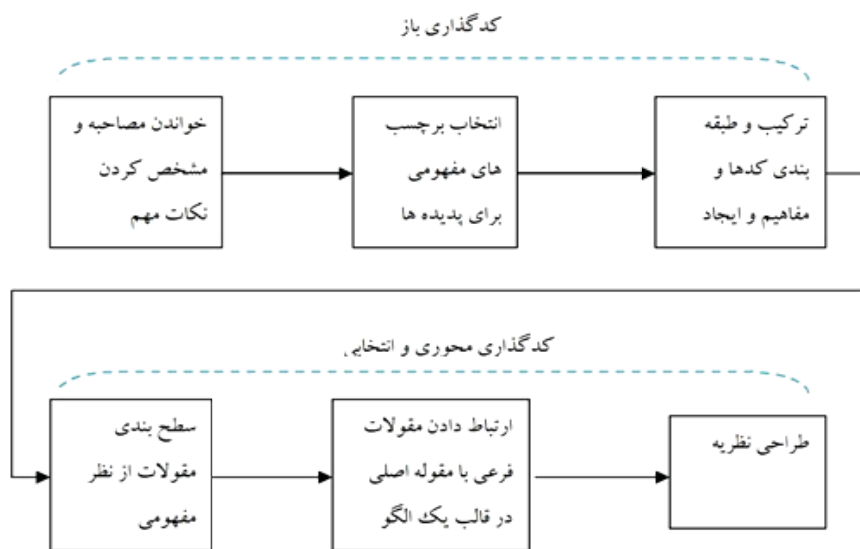 کدگذاری باز
خواندن مصاحبه و
مشخص کردن
نکات مهم
انتخاب برچسب
های مفهومی
برای پدیده ها
ترکیب و طبقه
بندی کدها و
مفاهیم و ایجاد
کدگذاری محوری و انتخابی
سطح بندی
مقولات از نظر
مفهومی
ارتباط دادن مقولات
فرعی با مقوله اصلی
در قالب یک الگو
طراحی نظریه